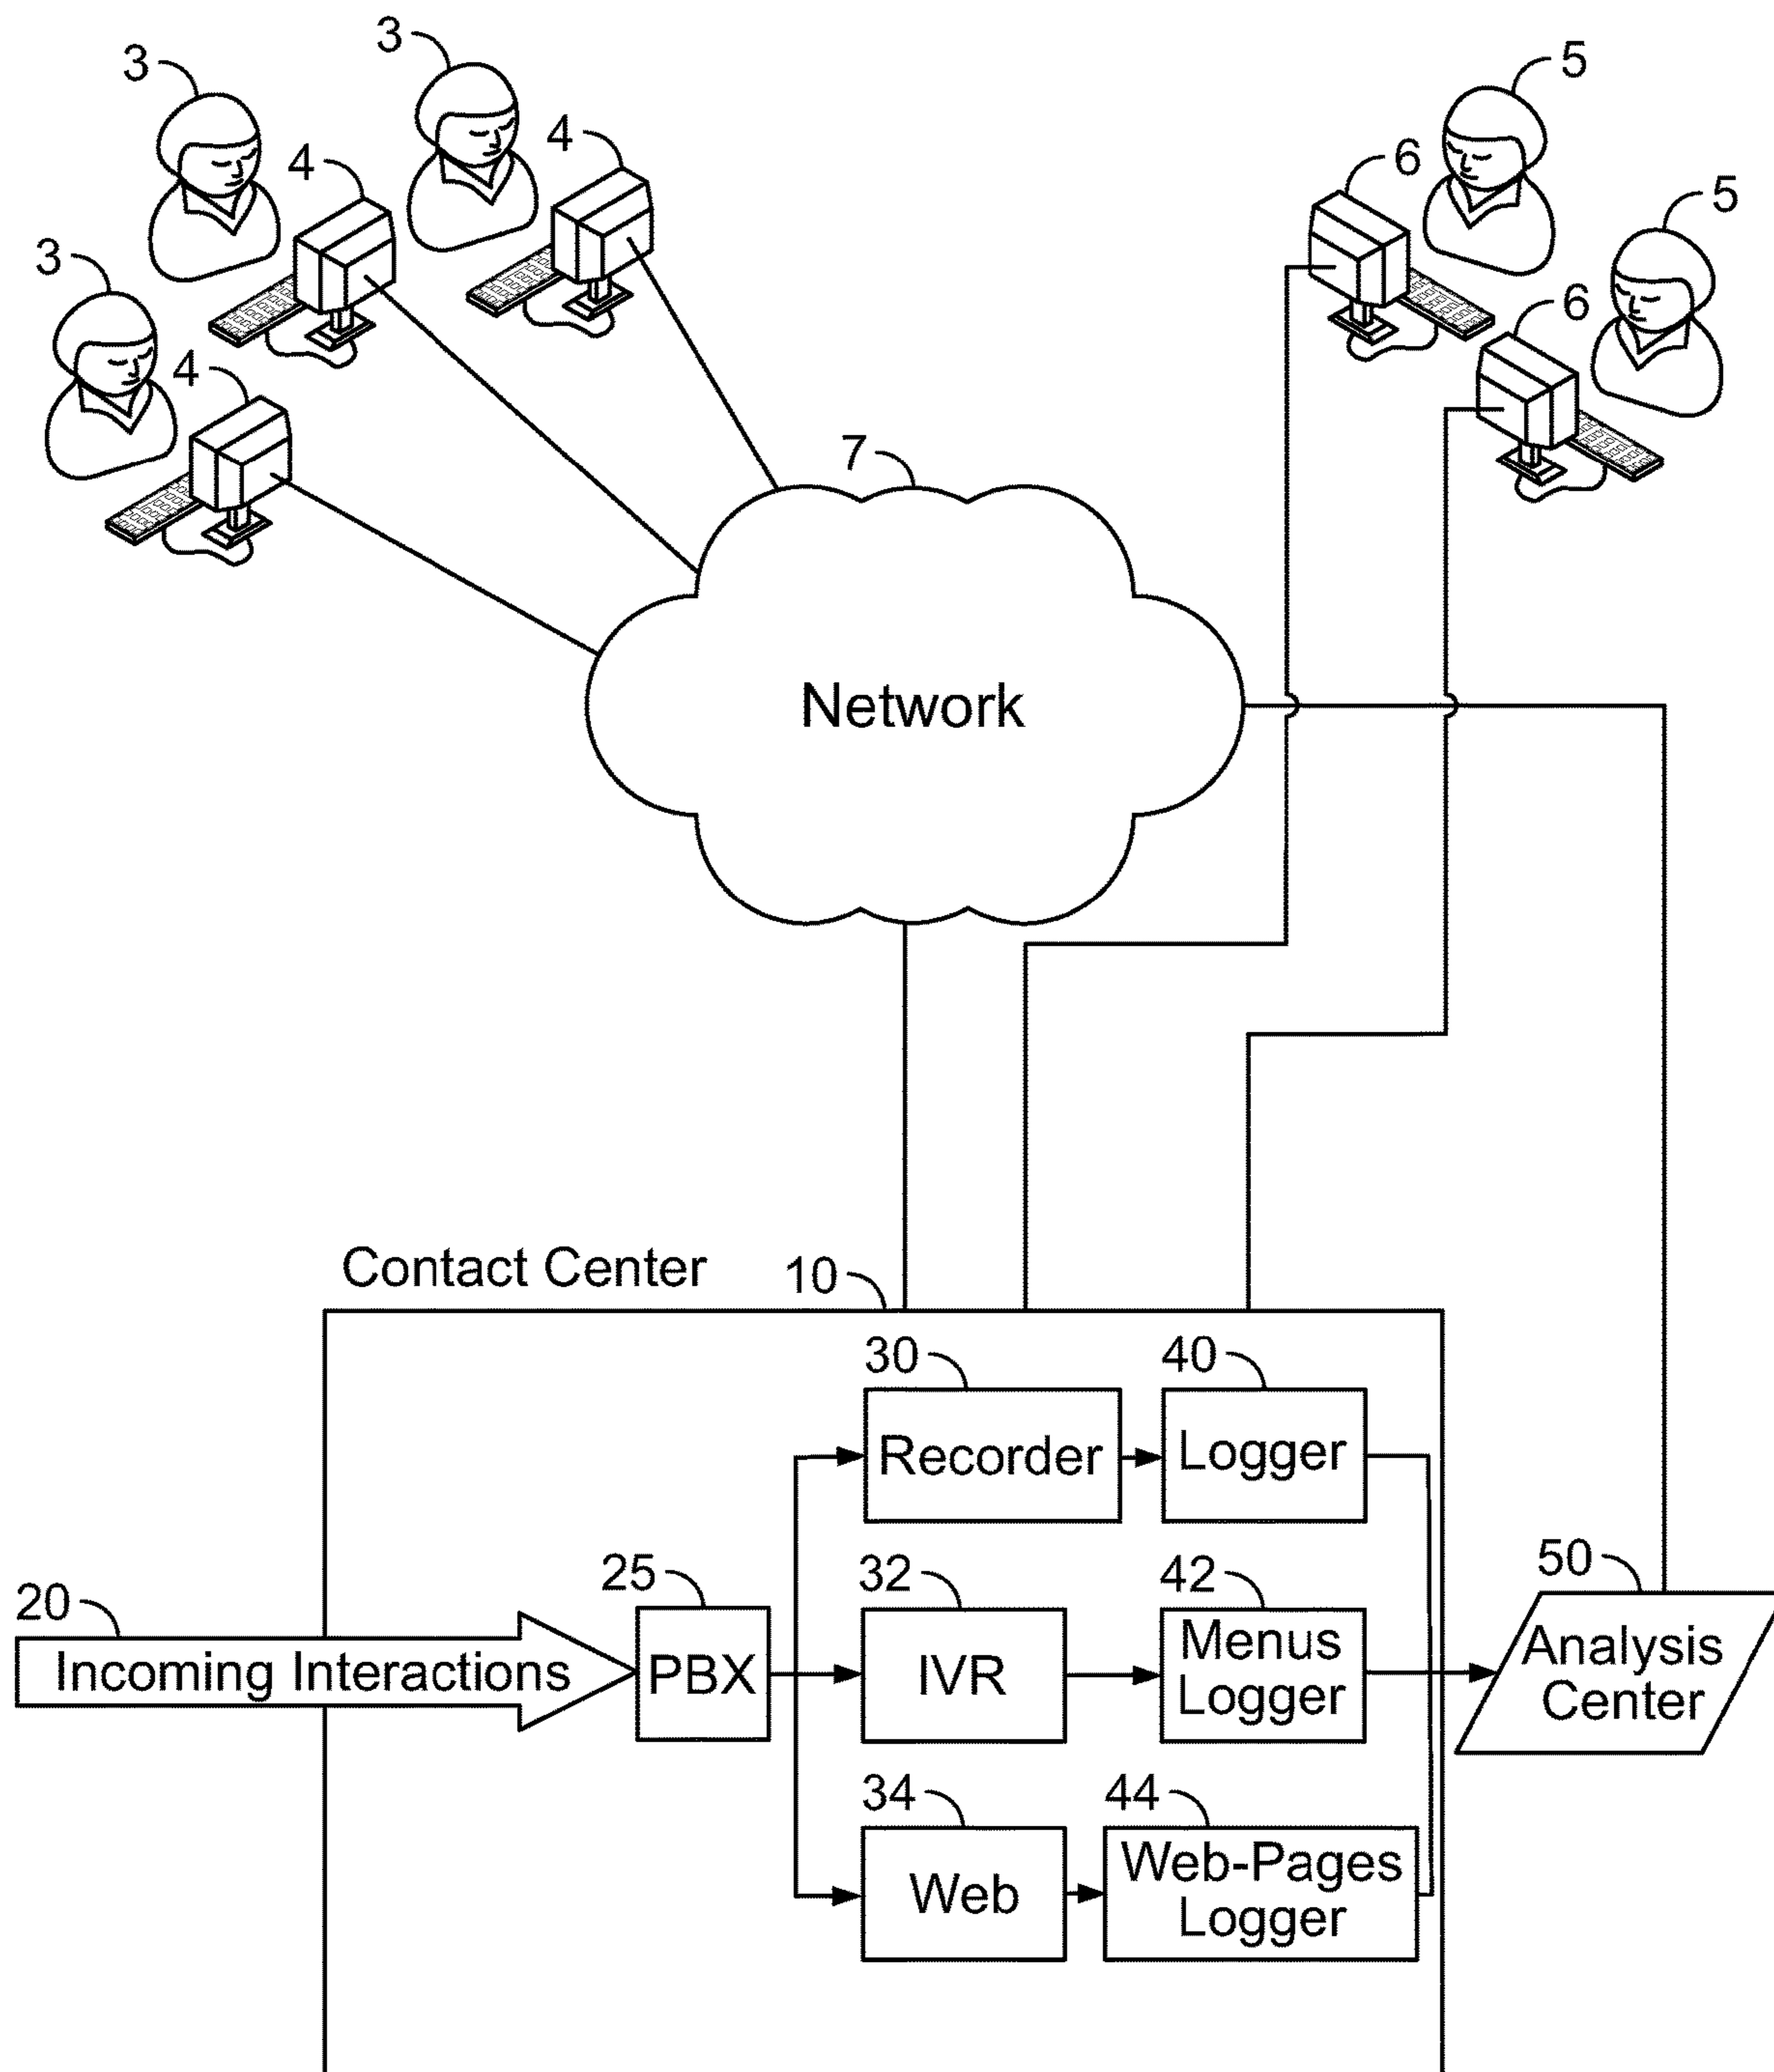 3
3
5
4
4
6
5
3
6
4
7
Network
Contact Center
10
30
40
Recorder
Logger
50
25
32
42
20
Incoming Interactions
PBX
IVR
Menus
Logger
Analysis
Center
34
44
Web
Web-Pages
Logger